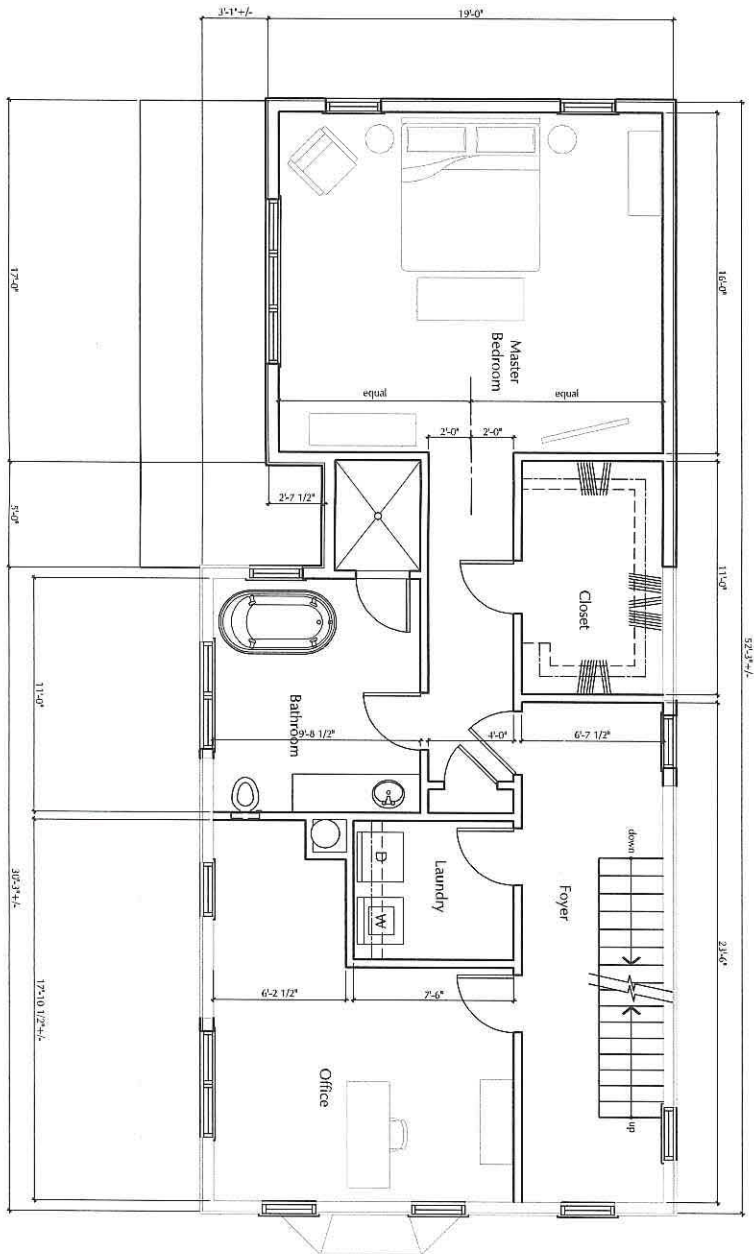 3'-1"+/-
19'-0"
17'-0"
5'-0"
11'-0"
30'-3"+/-
17'-10 1/2"+/-
16'-0"
11'-0"
52'-3"+/-
23'-6"
Master
Bedroom
equal
equal
2'-0"
2'-0"
2'-7 1/2"
Closet
Bathroom
9'-8 1/2"
4'-0"
6'-7 1/2"
down
Foyer
up
Laundry
D
W
6'-2 1/2"
7'-6"
Office